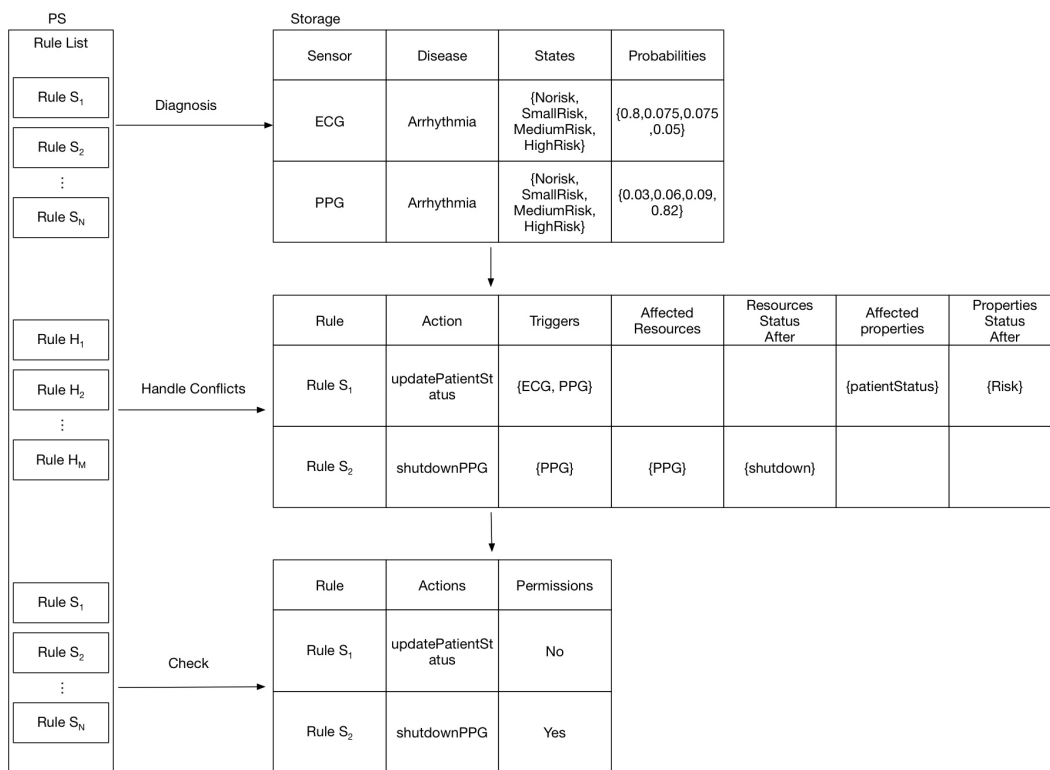 PS
Storage
Rule List
Sensor
Disease
States
Probabilities
Rule S₁
Rule S₂
⋮
Rule S_N
Diagnosis
ECG
Arrhythmia
{Norisk,
SmallRisk,
MediumRisk,
HighRisk}
{0.8,0.075,0.075
,0.05}
PPG
Arrhythmia
{Norisk,
SmallRisk,
MediumRisk,
HighRisk}
{0.03,0.06,0.09,
0.82}
Rule H₁
Rule H₂
⋮
Rule H_M
Handle Conflicts
Rule
Action
Triggers
Affected
Resources
Resources
Status
After
Affected
properties
Properties
Status
After
Rule S₁
updatePatientSt
atus
{ECG, PPG}
{patientStatus}
{Risk}
Rule S₂
shutdownPPG
{PPG}
{PPG}
{shutdown}
Rule S₁
Rule S₂
⋮
Rule S_N
Check
Rule
Actions
Permissions
Rule S₁
updatePatientSt
atus
No
Rule S₂
shutdownPPG
Yes